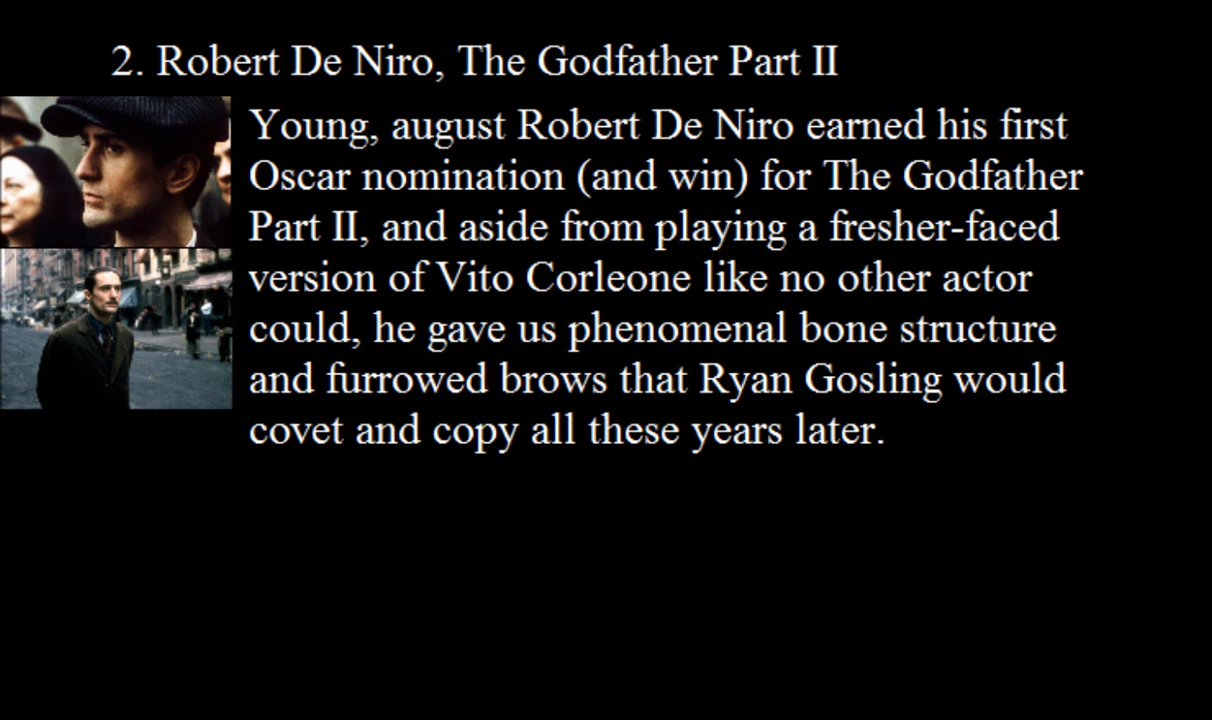 2. Robert De Niro, The Godfather Part II
Young, august Robert De Niro earned his first
Oscar nomination (and win) for The Godfather
Part II, and aside from playing a fresher-faced
version of Vito Corleone like no other actor
could, he gave us phenomenal bone structure
and furrowed brows that Ryan Gosling would
covet and copy all these years later.